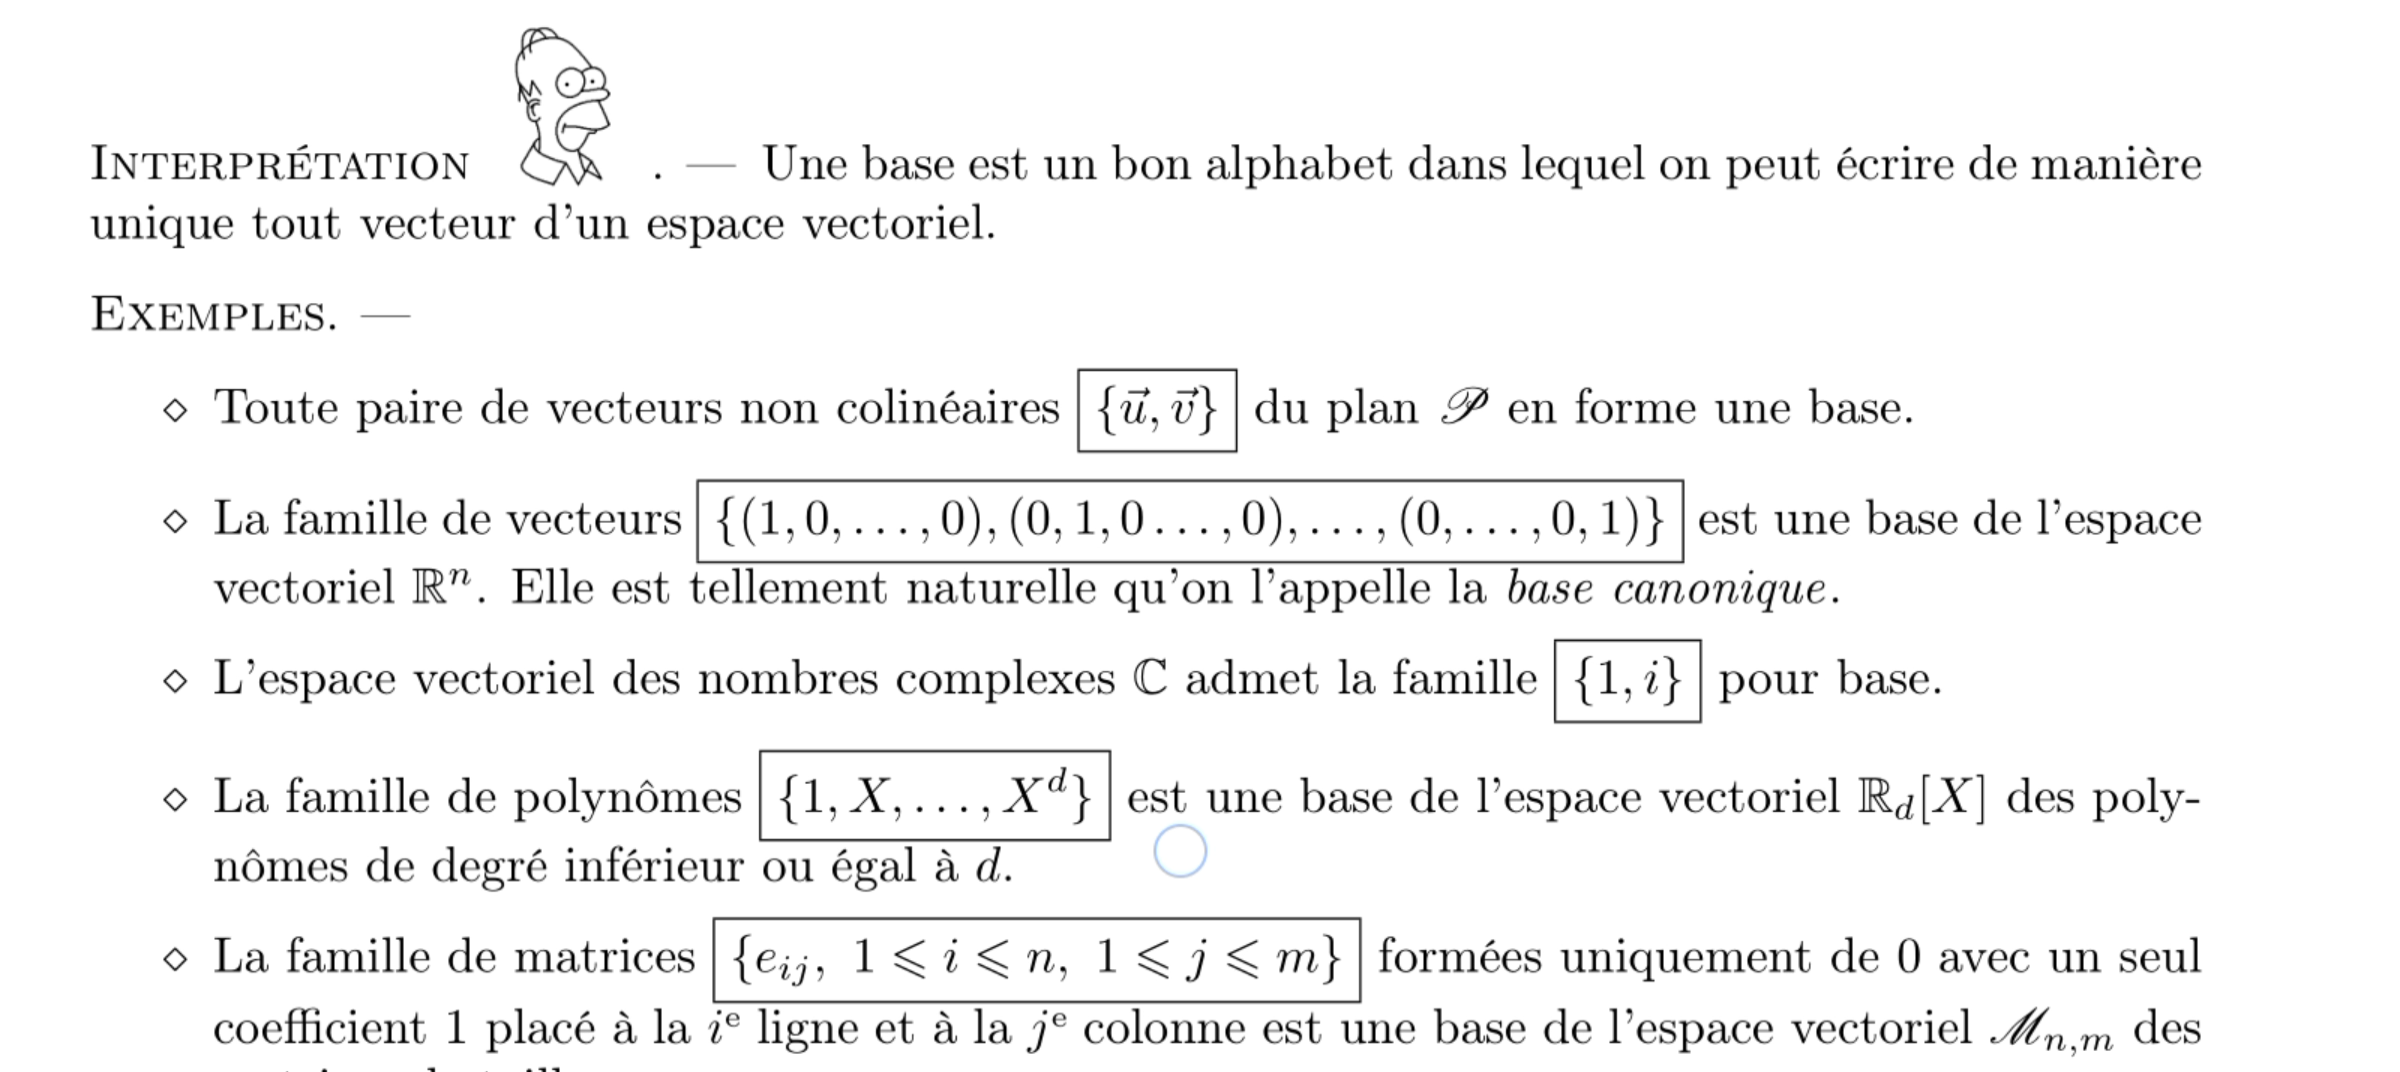 INTERPRÉTATION . — Une base est un bon alphabet dans lequel on peut écrire de manière
unique tout vecteur d'un espace vectoriel.
EXEMPLES. —
⋄ Toute paire de vecteurs non colinéaires {u⃗, v⃗} du plan 𝒫 en forme une base.
⋄ La famille de vecteurs {(1, 0, . . . , 0), (0, 1, 0 . . . , 0), . . . , (0, . . . , 0, 1)} est une base de l'espace
vectoriel ℝⁿ. Elle est tellement naturelle qu'on l'appelle la base canonique.
⋄ L'espace vectoriel des nombres complexes ℂ admet la famille {1, i} pour base.
⋄ La famille de polynômes {1, X, . . . , X^d} est une base de l'espace vectoriel ℝ_d[X] des poly-
nômes de degré inférieur ou égal à d.
⋄ La famille de matrices {e_ij, 1 ⩽ i ⩽ n, 1 ⩽ j ⩽ m} formées uniquement de 0 avec un seul
coefficient 1 placé à la iᵉ ligne et à la jᵉ colonne est une base de l'espace vectoriel ℳ_n,m des